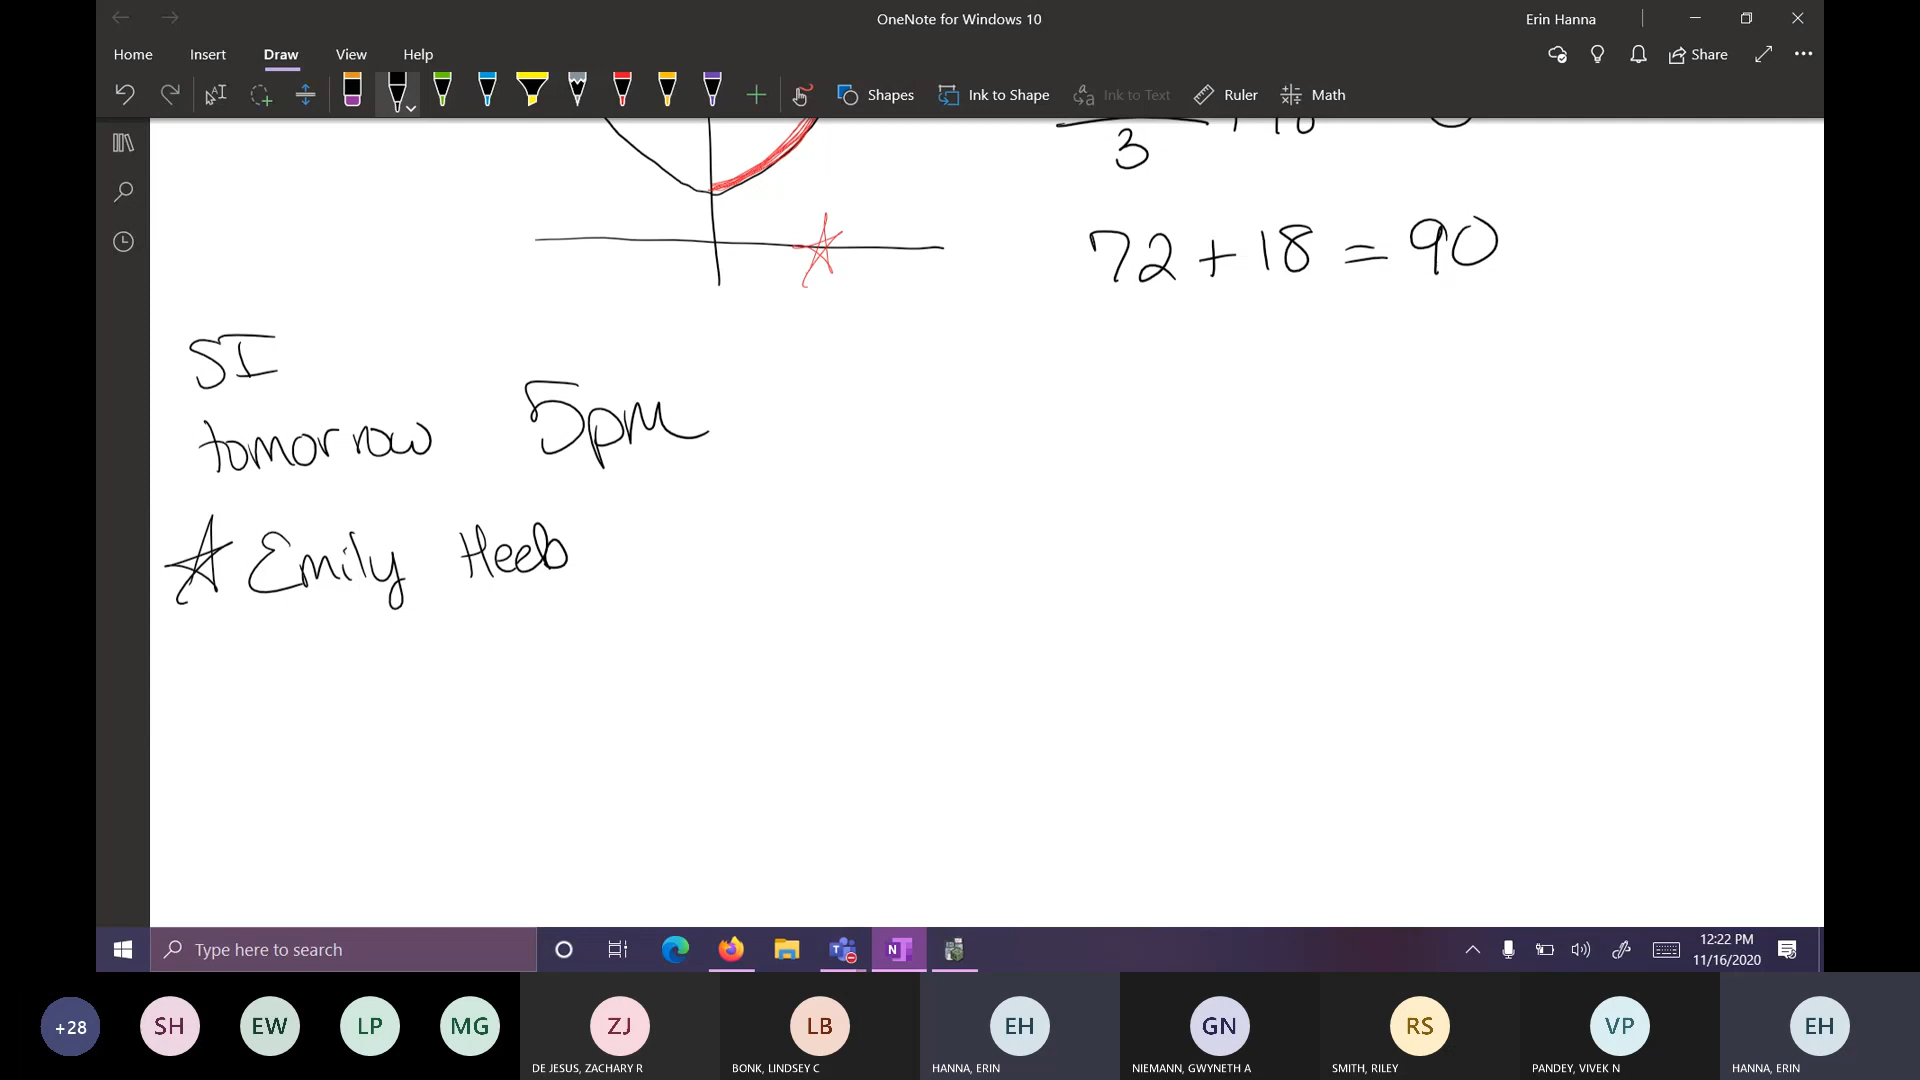 OneNote for Windows 10
Erin Hanna
Home Insert Draw View Help
Share
Shapes
Ink to Shape
Ink to Text
Ruler
Math
3
72 + 18 = 90
SI
tomorrow 5pm
Emily Heeb
Type here to search
12:22 PM
11/16/2020
+28
SH
EW
LP
MG
ZJ
DE JESUS, ZACHARY R
LB
BONK, LINDSEY C
EH
HANNA, ERIN
GN
NIEMANN, GWYNETH A
RS
SMITH, RILEY
VP
PANDEY, VIVEK N
EH
HANNA, ERIN